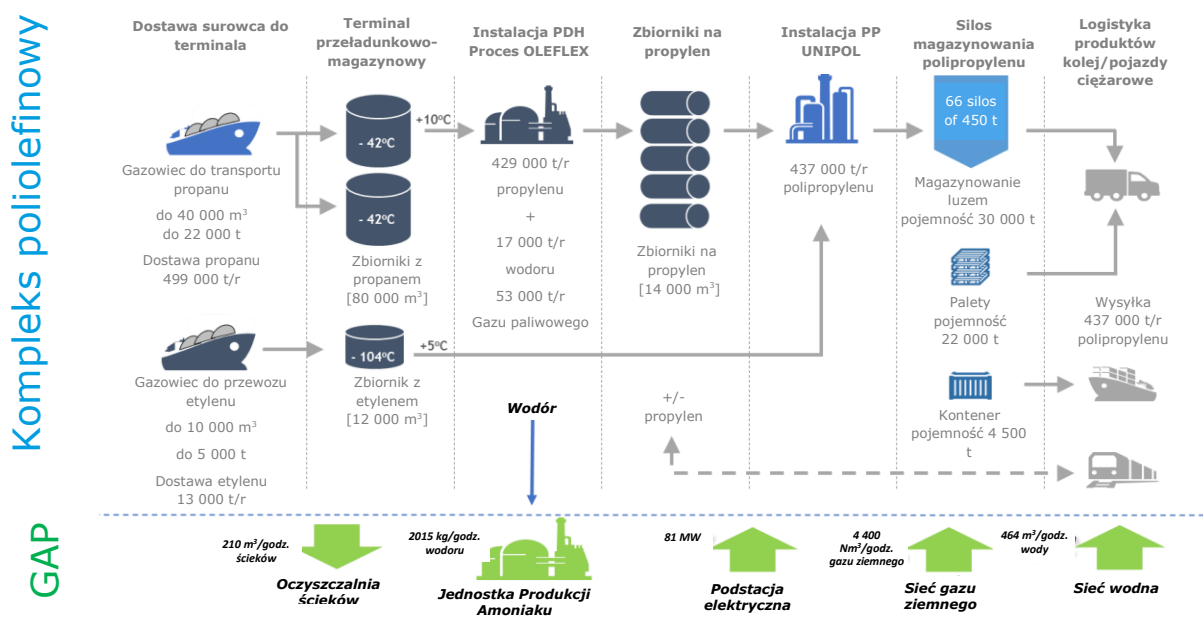 Kompleks poliolefinowy
GAP
Dostawa surowca do
terminala
Gazowiec do transportu
propanu
do 40 000 m³
do 22 000 t
Dostawa propanu
499 000 t/r
Gazowiec do przewozu
etylenu
do 10 000 m³
do 5 000 t
Dostawa etylenu
13 000 t/r
Terminal
przeładunkowo-
magazynowy
- 42⁰C
- 42⁰C
Zbiorniki z
propanem
[80 000 m³]
- 104⁰C
Zbiornik z
etylenem
[12 000 m³]
+10⁰C
+5⁰C
Instalacja PDH
Proces OLEFLEX
429 000 t/r
propylenu
+
17 000 t/r
wodoru
53 000 t/r
Gazu paliwowego
Wodór
Zbiorniki na
propylen
Zbiorniki na
propylen
[14 000 m³]
+/-
propylen
Instalacja PP
UNIPOL
437 000 t/r
polipropylenu
Silos
magazynowania
polipropylenu
66 silos
of 450 t
Magazynowanie
luzem
pojemność 30 000 t
Palety
pojemność
22 000 t
Kontener
pojemność 4 500
t
Logistyka
produktów
kolej/pojazdy
ciężarowe
Wysyłka
437 000 t/r
polipropylenu
210 m³/godz.
ścieków
Oczyszczalnia
ścieków
2015 kg/godz.
wodoru
Jednostka Produkcji
Amoniaku
81 MW
Podstacja
elektryczna
4 400
Nm³/godz.
gazu ziemnego
Sieć gazu
ziemnego
464 m³/godz.
wody
Sieć wodna